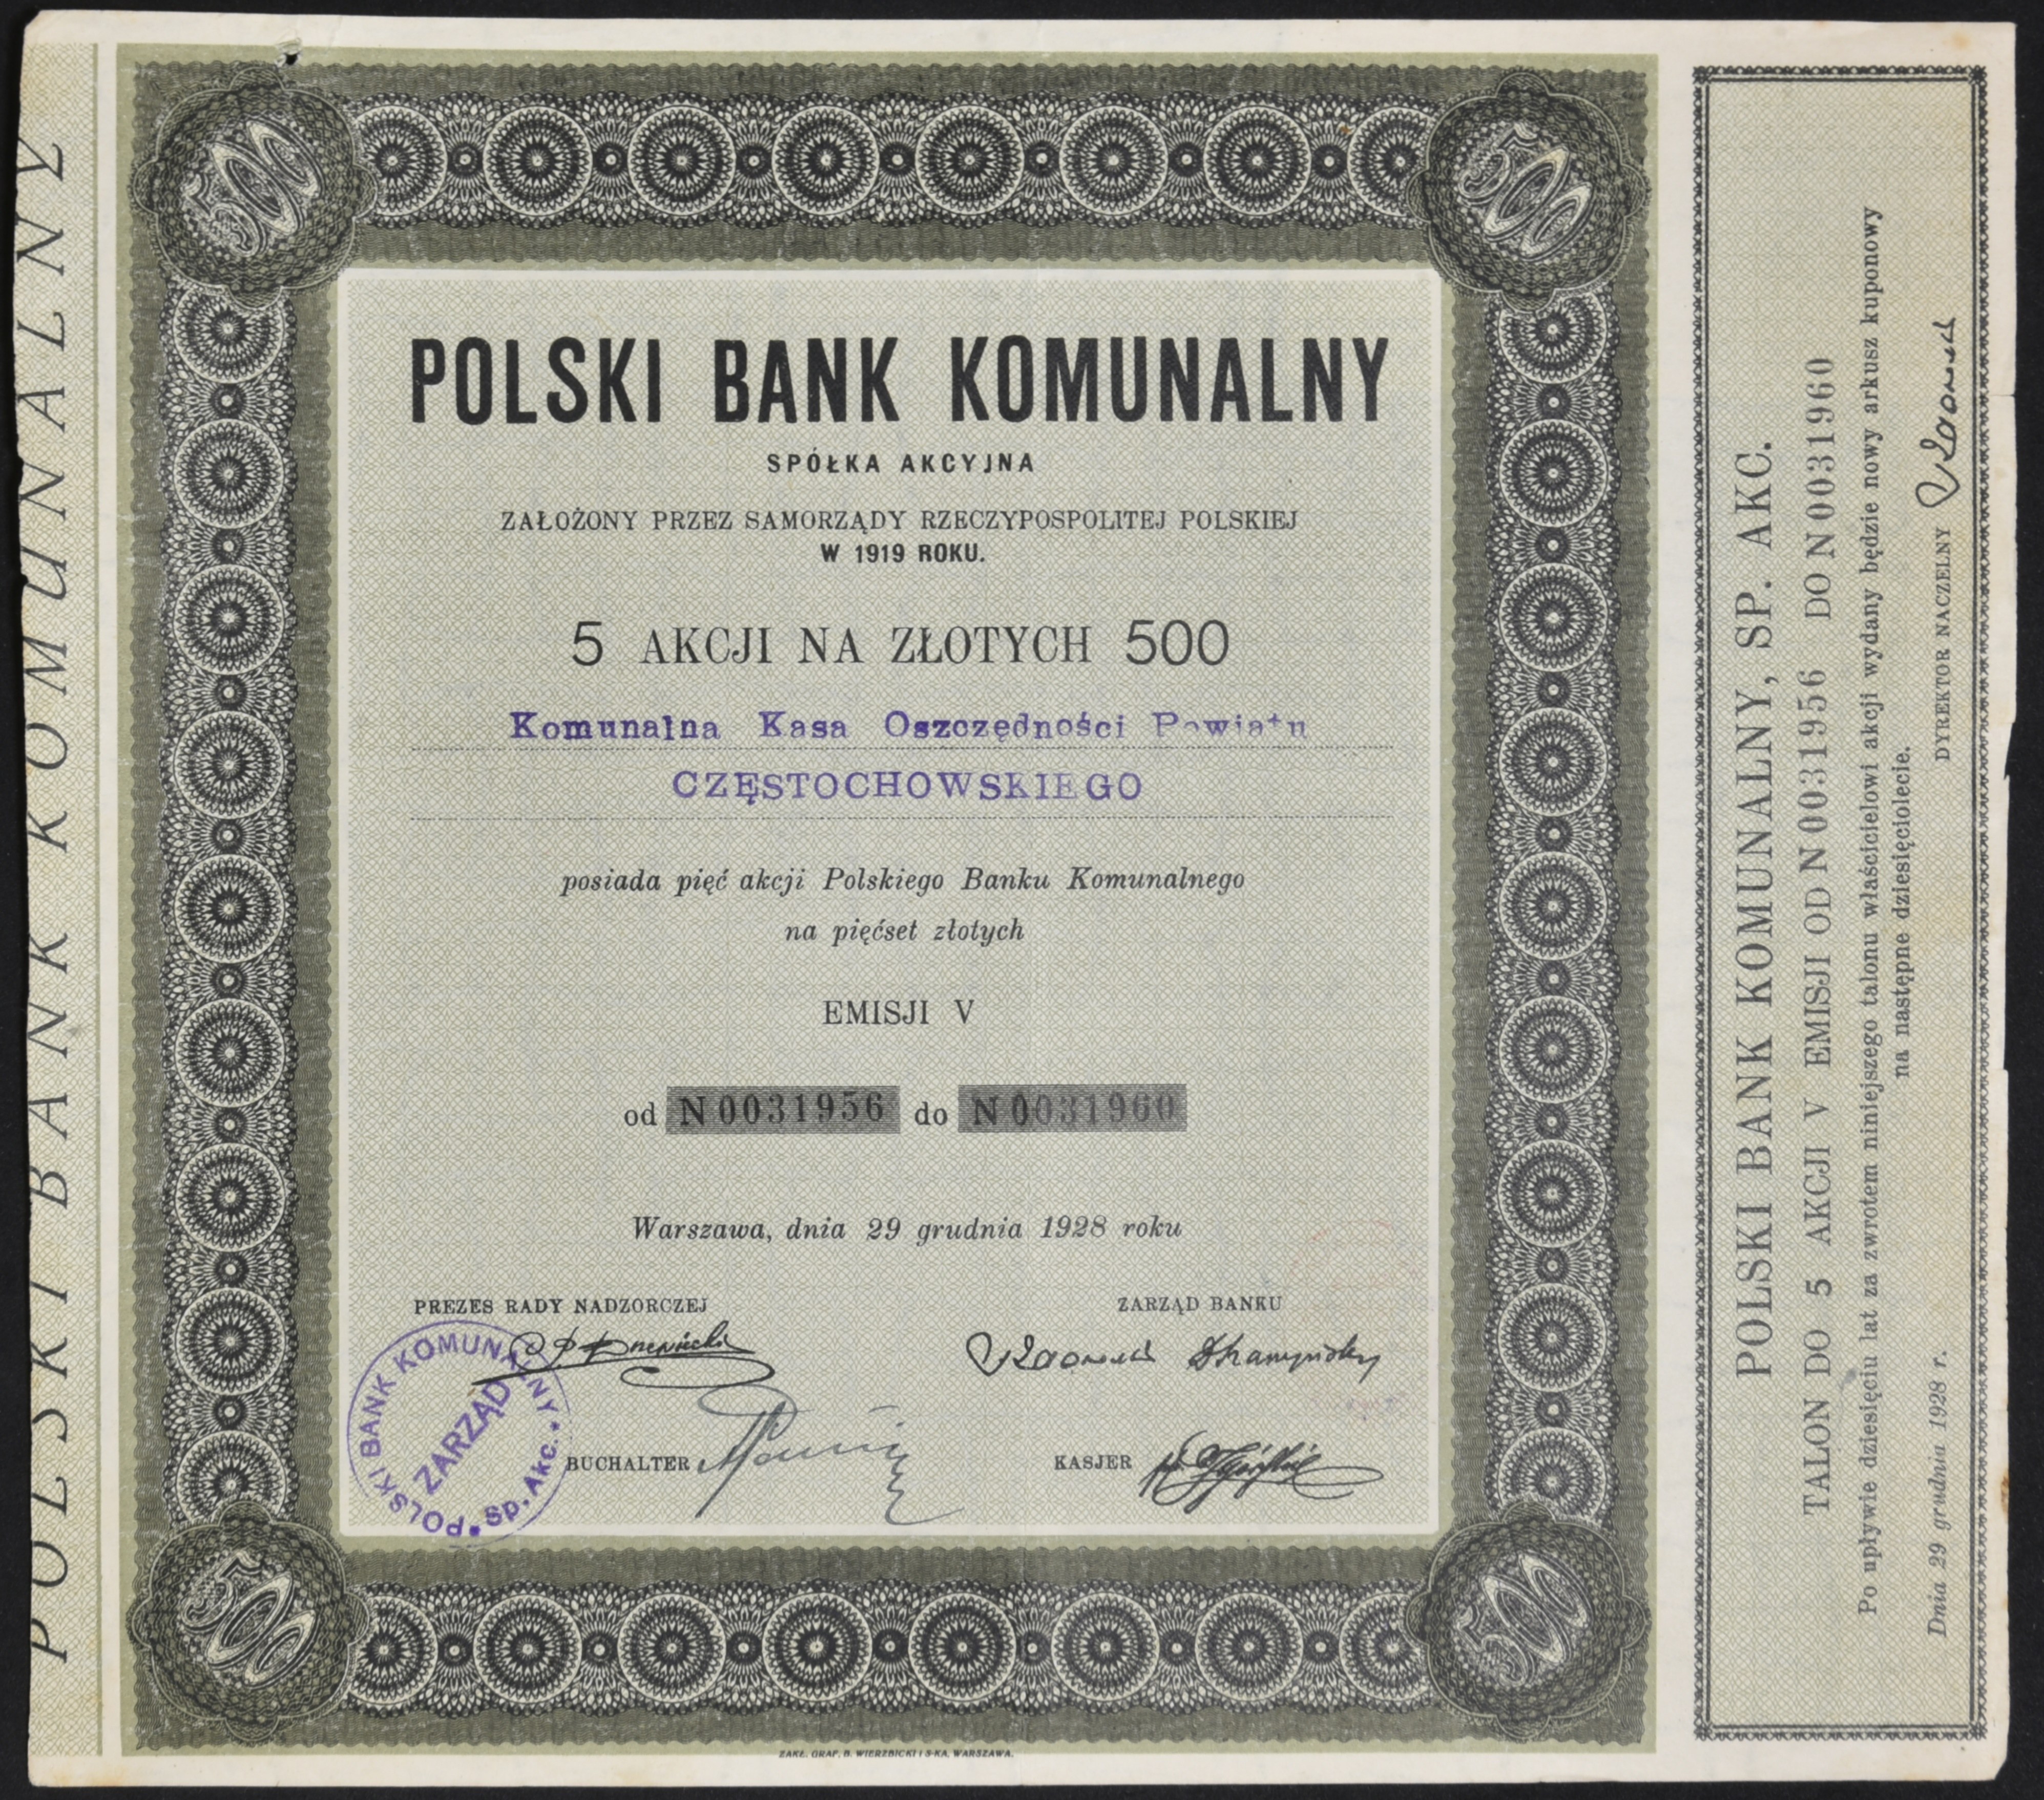 POLSKI BANK KOMUNALNY
500
500
POLSKI BANK KOMUNALNY
SPÓŁKA AKCYJNA
ZAŁOŻONY PRZEZ SAMORZĄDY RZECZYPOSPOLITEJ POLSKIEJ
W 1919 ROKU.
5 AKCJI NA ZŁOTYCH 500
Komunalna Kasa Oszczędności Powiatu
CZĘSTOCHOWSKIEGO
posiada pięć akcji Polskiego Banku Komunalnego
na pięćset złotych
EMISJI V
od N0031956 do N0031960
Warszawa, dnia 29 grudnia 1928 roku
PREZES RADY NADZORCZEJ
ZARZĄD BANKU
POLSKI BANK KOMUNALNY * Sp. Akc. *
ZARZĄD
BUCHALTER
KASJER
500
500
ZAKŁ. GRAF. B. WIERZBICKI I S-KA, WARSZAWA.
POLSKI BANK KOMUNALNY, SP. AKC.
TALON DO 5 AKCJI V EMISJI OD N0031956 DO N0031960
Po upływie dziesięciu lat za zwrotem niniejszego talonu właścicielowi akcji wydany będzie nowy arkusz kuponowy
na następne dziesięciolecie.
Dnia 29 grudnia 1928 r.
DYREKTOR NACZELNY